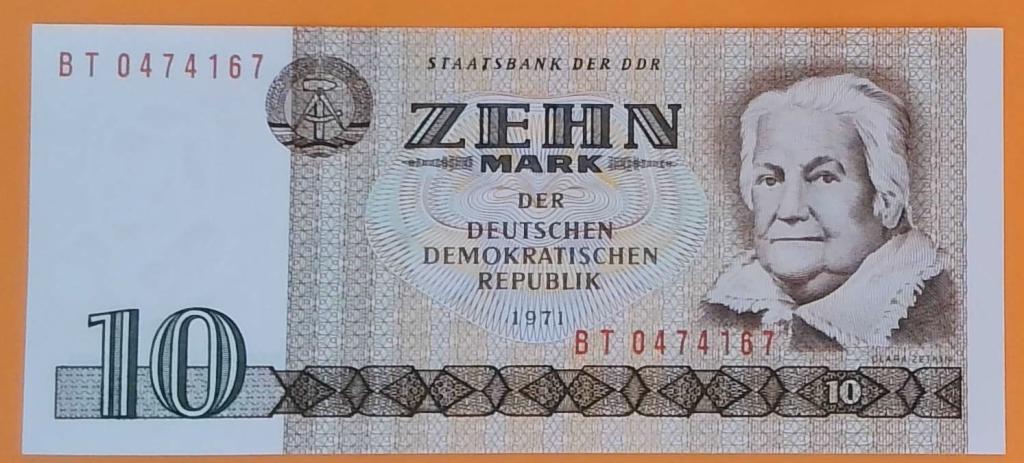 BT 0474167
STAATSBANK DER DDR
ZEHN
MARK
DER
DEUTSCHEN
DEMOKRATISCHEN
REPUBLIK
1971
BT 0474167
CLARA ZETKIN
10
10